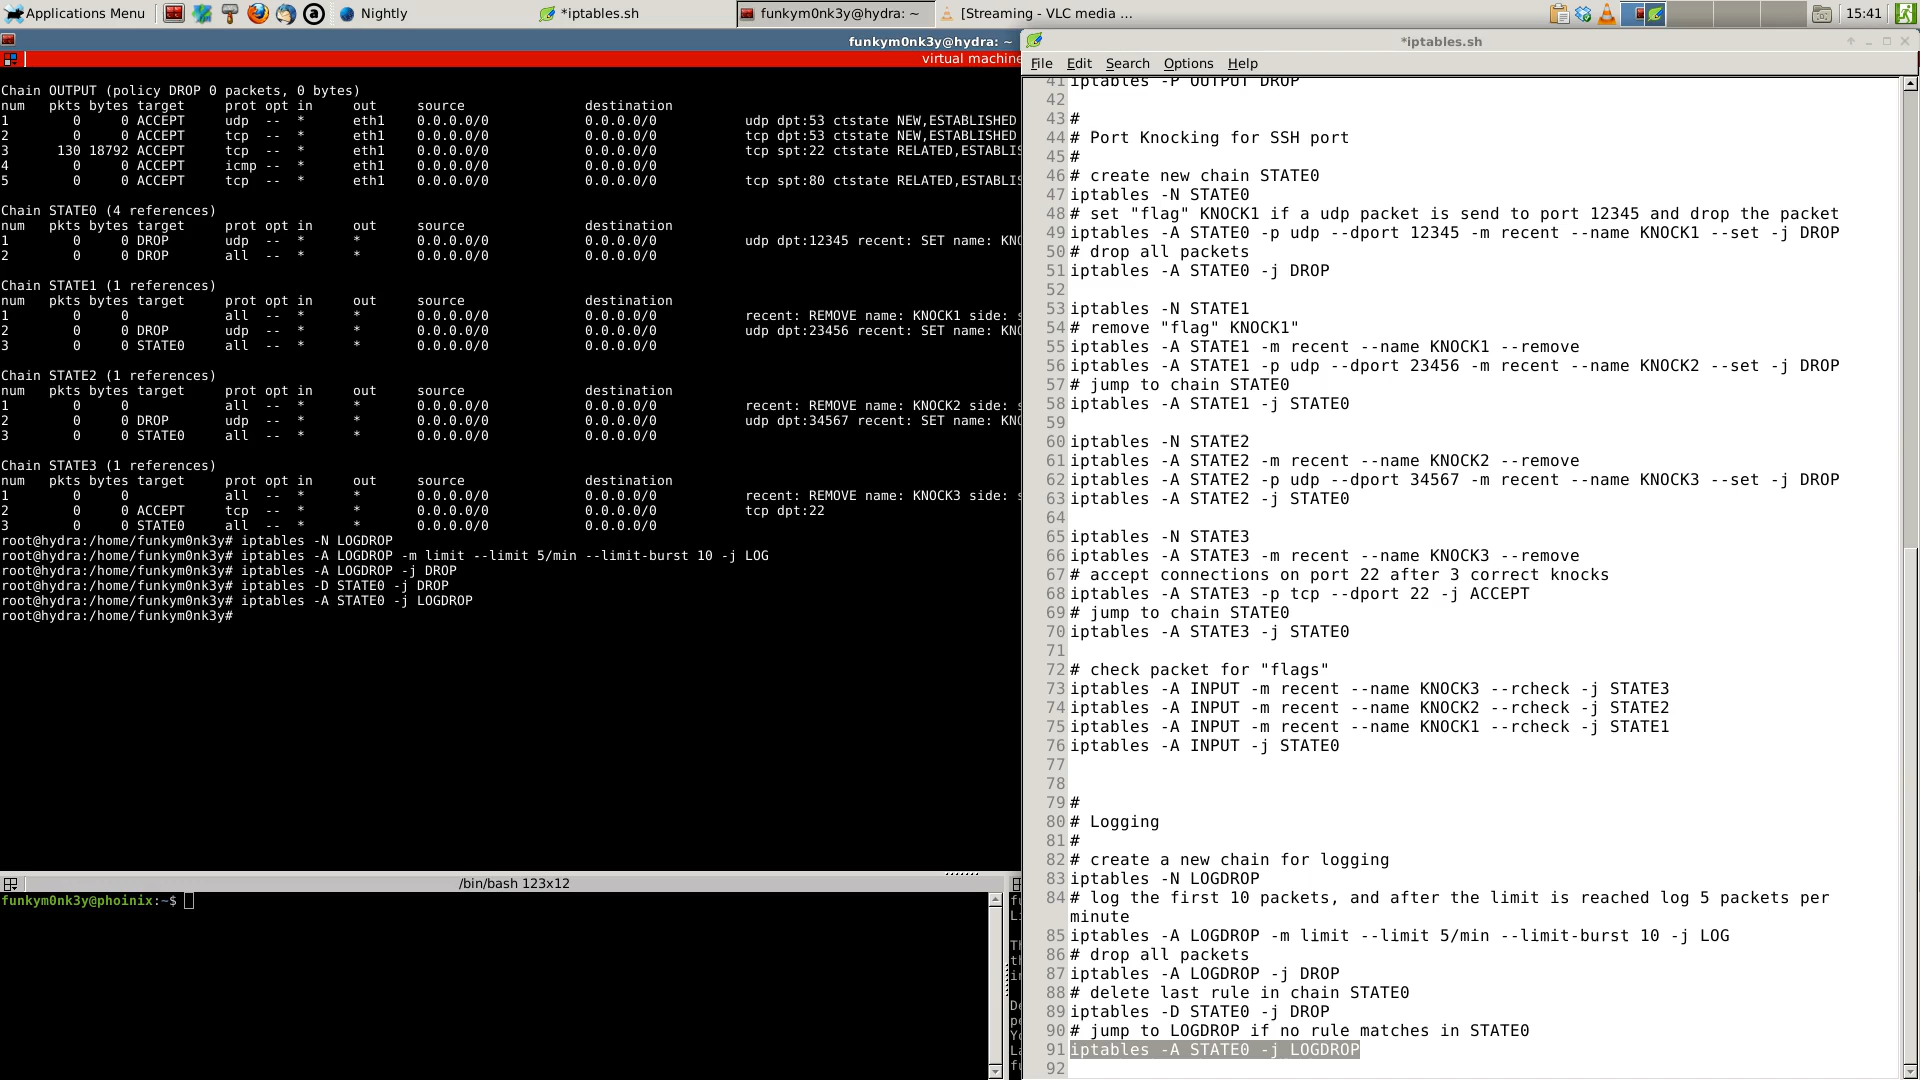 Applications Menu
Nightly
*iptables.sh
funkym0nk3y@hydra: ~
[Streaming - VLC media ...
15:41
funkym0nk3y@hydra: ~
virtual machine
Chain OUTPUT (policy DROP 0 packets, 0 bytes)
num   pkts bytes target     prot opt in     out     source               destination
1        0     0 ACCEPT     udp  --  *      eth1    0.0.0.0/0            0.0.0.0/0           udp dpt:53 ctstate NEW,ESTABLISHED
2        0     0 ACCEPT     tcp  --  *      eth1    0.0.0.0/0            0.0.0.0/0           tcp dpt:53 ctstate NEW,ESTABLISHED
3      130 18792 ACCEPT     tcp  --  *      eth1    0.0.0.0/0            0.0.0.0/0           tcp spt:22 ctstate RELATED,ESTABLIS
4        0     0 ACCEPT     icmp --  *      eth1    0.0.0.0/0            0.0.0.0/0
5        0     0 ACCEPT     tcp  --  *      eth1    0.0.0.0/0            0.0.0.0/0           tcp spt:80 ctstate RELATED,ESTABLIS
Chain STATE0 (4 references)
num   pkts bytes target     prot opt in     out     source               destination
1        0     0 DROP       udp  --  *      *       0.0.0.0/0            0.0.0.0/0           udp dpt:12345 recent: SET name: KNO
2        0     0 DROP       all  --  *      *       0.0.0.0/0            0.0.0.0/0
Chain STATE1 (1 references)
num   pkts bytes target     prot opt in     out     source               destination
1        0     0            all  --  *      *       0.0.0.0/0            0.0.0.0/0           recent: REMOVE name: KNOCK1 side: s
2        0     0 DROP       udp  --  *      *       0.0.0.0/0            0.0.0.0/0           udp dpt:23456 recent: SET name: KNO
3        0     0 STATE0     all  --  *      *       0.0.0.0/0            0.0.0.0/0
Chain STATE2 (1 references)
num   pkts bytes target     prot opt in     out     source               destination
1        0     0            all  --  *      *       0.0.0.0/0            0.0.0.0/0           recent: REMOVE name: KNOCK2 side: s
2        0     0 DROP       udp  --  *      *       0.0.0.0/0            0.0.0.0/0           udp dpt:34567 recent: SET name: KNO
3        0     0 STATE0     all  --  *      *       0.0.0.0/0            0.0.0.0/0
Chain STATE3 (1 references)
num   pkts bytes target     prot opt in     out     source               destination
1        0     0            all  --  *      *       0.0.0.0/0            0.0.0.0/0           recent: REMOVE name: KNOCK3 side: s
2        0     0 ACCEPT     tcp  --  *      *       0.0.0.0/0            0.0.0.0/0           tcp dpt:22
3        0     0 STATE0     all  --  *      *       0.0.0.0/0            0.0.0.0/0
root@hydra:/home/funkym0nk3y# iptables -N LOGDROP
root@hydra:/home/funkym0nk3y# iptables -A LOGDROP -m limit --limit 5/min --limit-burst 10 -j LOG
root@hydra:/home/funkym0nk3y# iptables -A LOGDROP -j DROP
root@hydra:/home/funkym0nk3y# iptables -D STATE0 -j DROP
root@hydra:/home/funkym0nk3y# iptables -A STATE0 -j LOGDROP
root@hydra:/home/funkym0nk3y#
/bin/bash 123x12
funkym0nk3y@phoinix:~$
*iptables.sh
File Edit Search Options Help
41 iptables -P OUTPUT DROP
42
43 #
44 # Port Knocking for SSH port
45 #
46 # create new chain STATE0
47 iptables -N STATE0
48 # set "flag" KNOCK1 if a udp packet is send to port 12345 and drop the packet
49 iptables -A STATE0 -p udp --dport 12345 -m recent --name KNOCK1 --set -j DROP
50 # drop all packets
51 iptables -A STATE0 -j DROP
52
53 iptables -N STATE1
54 # remove "flag" KNOCK1"
55 iptables -A STATE1 -m recent --name KNOCK1 --remove
56 iptables -A STATE1 -p udp --dport 23456 -m recent --name KNOCK2 --set -j DROP
57 # jump to chain STATE0
58 iptables -A STATE1 -j STATE0
59
60 iptables -N STATE2
61 iptables -A STATE2 -m recent --name KNOCK2 --remove
62 iptables -A STATE2 -p udp --dport 34567 -m recent --name KNOCK3 --set -j DROP
63 iptables -A STATE2 -j STATE0
64
65 iptables -N STATE3
66 iptables -A STATE3 -m recent --name KNOCK3 --remove
67 # accept connections on port 22 after 3 correct knocks
68 iptables -A STATE3 -p tcp --dport 22 -j ACCEPT
69 # jump to chain STATE0
70 iptables -A STATE3 -j STATE0
71
72 # check packet for "flags"
73 iptables -A INPUT -m recent --name KNOCK3 --rcheck -j STATE3
74 iptables -A INPUT -m recent --name KNOCK2 --rcheck -j STATE2
75 iptables -A INPUT -m recent --name KNOCK1 --rcheck -j STATE1
76 iptables -A INPUT -j STATE0
77
78
79 #
80 # Logging
81 #
82 # create a new chain for logging
83 iptables -N LOGDROP
84 # log the first 10 packets, and after the limit is reached log 5 packets per
minute
85 iptables -A LOGDROP -m limit --limit 5/min --limit-burst 10 -j LOG
86 # drop all packets
87 iptables -A LOGDROP -j DROP
88 # delete last rule in chain STATE0
89 iptables -D STATE0 -j DROP
90 # jump to LOGDROP if no rule matches in STATE0
91 iptables -A STATE0 -j LOGDROP
92